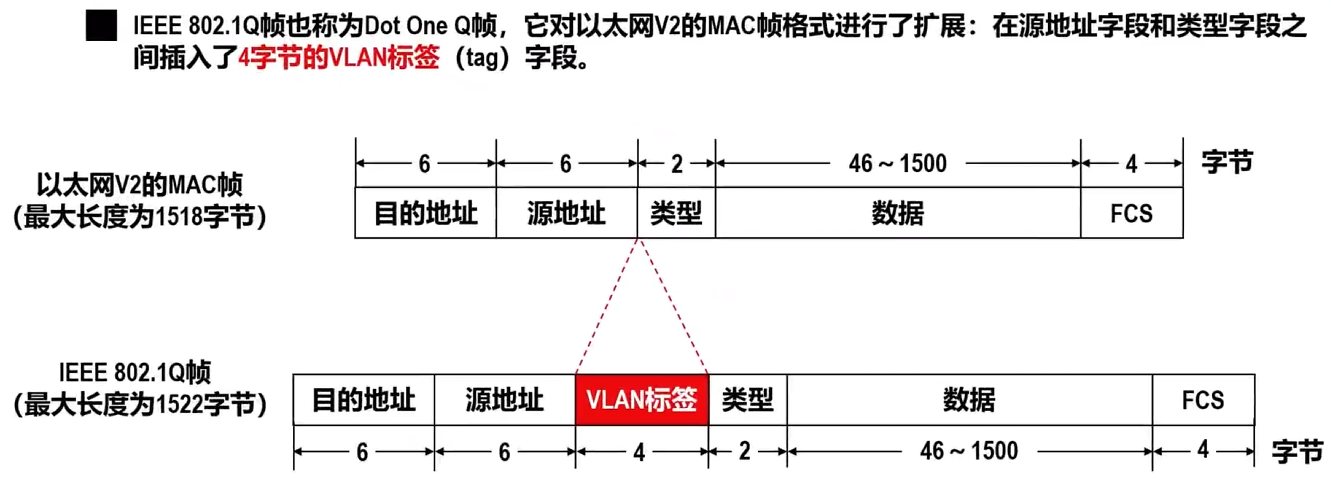 IEEE 802.1Q帧也称为Dot One Q帧，它对以太网V2的MAC帧格式进行了扩展：在源地址字段和类型字段之
间插入了4字节的VLAN标签（tag）字段。
6 6 2 46～1500 4 字节
以太网V2的MAC帧
（最大长度为1518字节）
目的地址 源地址 类型 数据 FCS
IEEE 802.1Q帧
（最大长度为1522字节）
目的地址 源地址 VLAN标签 类型 数据 FCS
6 6 4 2 46～1500 4 字节